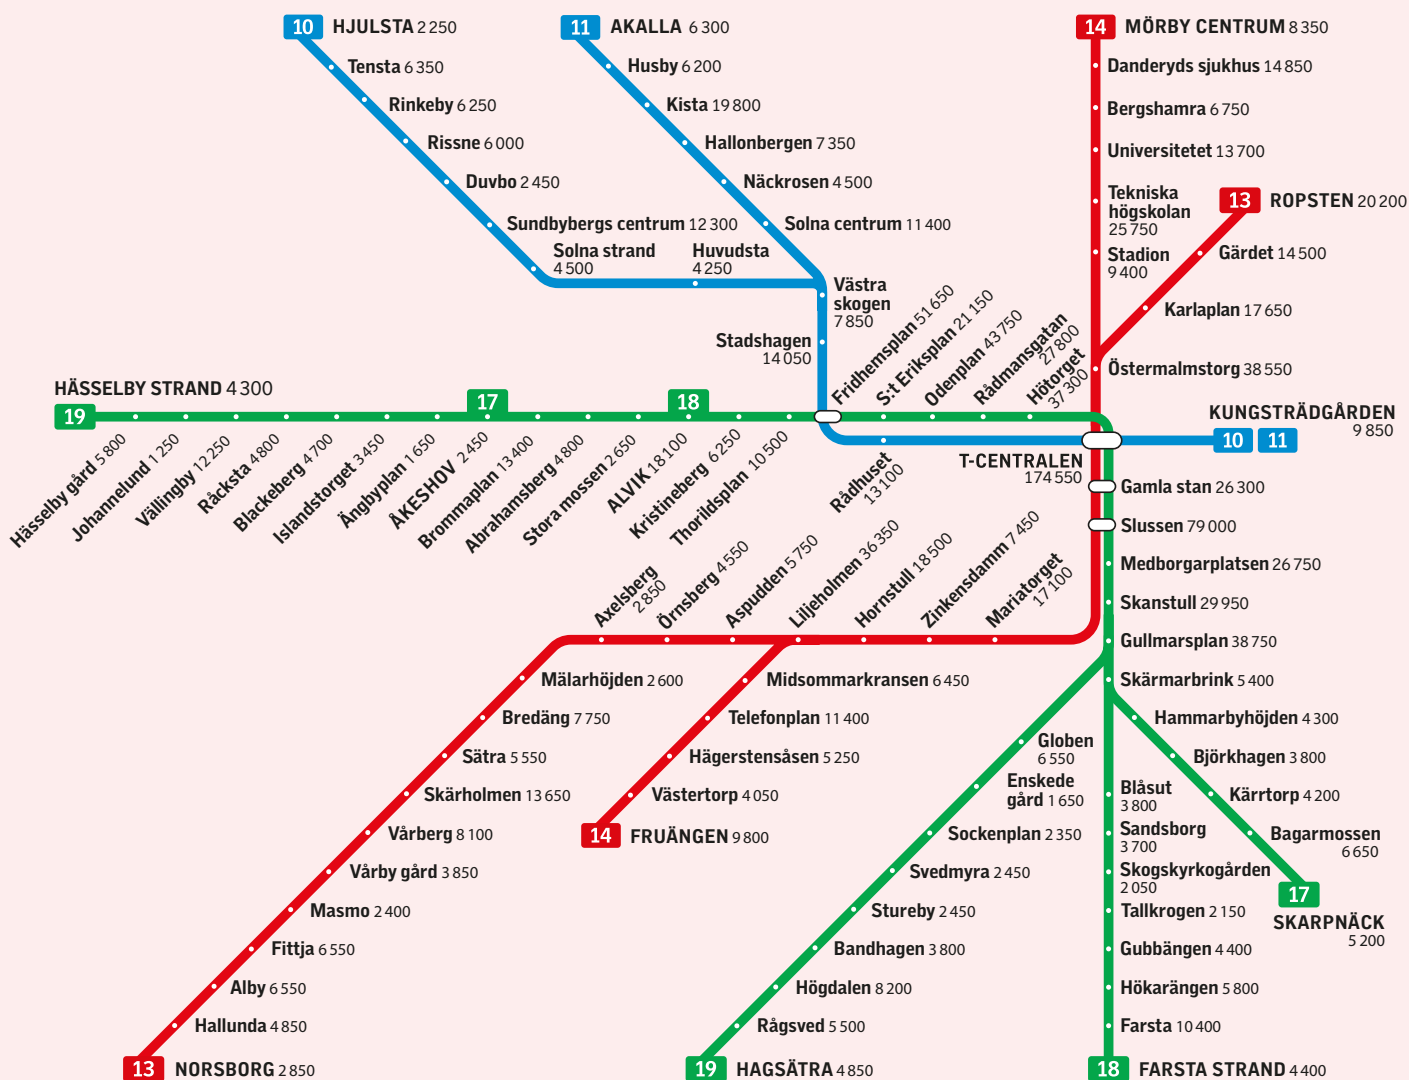 10 HJULSTA 2 250
Tensta 6 350
Rinkeby 6 250
Rissne 6 000
Duvbo 2 450
Sundbybergs centrum 12 300
Solna strand
4 500
Huvudsta
4 250
11 AKALLA 6 300
Husby 6 200
Kista 19 800
Hallonbergen 7 350
Näckrosen 4 500
Solna centrum 11 400
Västra
skogen
7 850
Stadshagen
14 050
14 MÖRBY CENTRUM 8 350
Danderyds sjukhus 14 850
Bergshamra 6 750
Universitetet 13 700
Tekniska
högskolan
25 750
Stadion
9 400
13 ROPSTEN 20 200
Gärdet 14 500
Karlaplan 17 650
Östermalmstorg 38 550
HÄSSELBY STRAND 4 300
19
17
18
Hässelby gård 5 800
Johannelund 1 250
Vällingby 12 250
Råcksta 4 800
Blackeberg 4 700
Islandstorget 3 450
Ängbyplan 1 650
ÅKESHOV 2 450
Brommaplan 13 400
Abrahamsberg 4 800
Stora mossen 2 650
ALVIK 18 100
Kristineberg 6 250
Thorildsplan 10 500
Fridhemsplan 51 650
S:t Eriksplan 21 150
Odenplan 43 750
Rådmansgatan
27 800
Hötorget
37 300
KUNGSTRÄDGÅRDEN
9 850
10 11
Rådhuset
13 100
T-CENTRALEN
174 550
Gamla stan 26 300
Slussen 79 000
Medborgarplatsen 26 750
Skanstull 29 950
Gullmarsplan 38 750
Skärmarbrink 5 400
Axelsberg
2 850
Örnsberg 4 550
Aspudden 5 750
Liljeholmen 36 350
Hornstull 18 500
Zinkensdamm 7 450
Mariatorget
17 100
Mälarhöjden 2 600
Bredäng 7 750
Sätra 5 550
Skärholmen 13 650
Vårberg 8 100
Vårby gård 3 850
Masmo 2 400
Fittja 6 550
Alby 6 550
Hallunda 4 850
13 NORSBORG 2 850
Midsommarkransen 6 450
Telefonplan 11 400
Hägerstensåsen 5 250
Västertorp 4 050
14 FRUÄNGEN 9 800
Globen
6 550
Enskede
gård 1 650
Sockenplan 2 350
Svedmyra 2 450
Stureby 2 450
Bandhagen 3 800
Högdalen 8 200
Rågsved 5 500
19 HAGSÄTRA 4 850
Blåsut
3 800
Sandsborg
3 700
Skogskyrkogården
2 050
Tallkrogen 2 150
Gubbängen 4 400
Hökarängen 5 800
Farsta 10 400
18 FARSTA STRAND 4 400
Hammarbyhöjden 4 300
Björkhagen 3 800
Kärrtorp 4 200
Bagarmossen
6 650
17
SKARPNÄCK
5 200